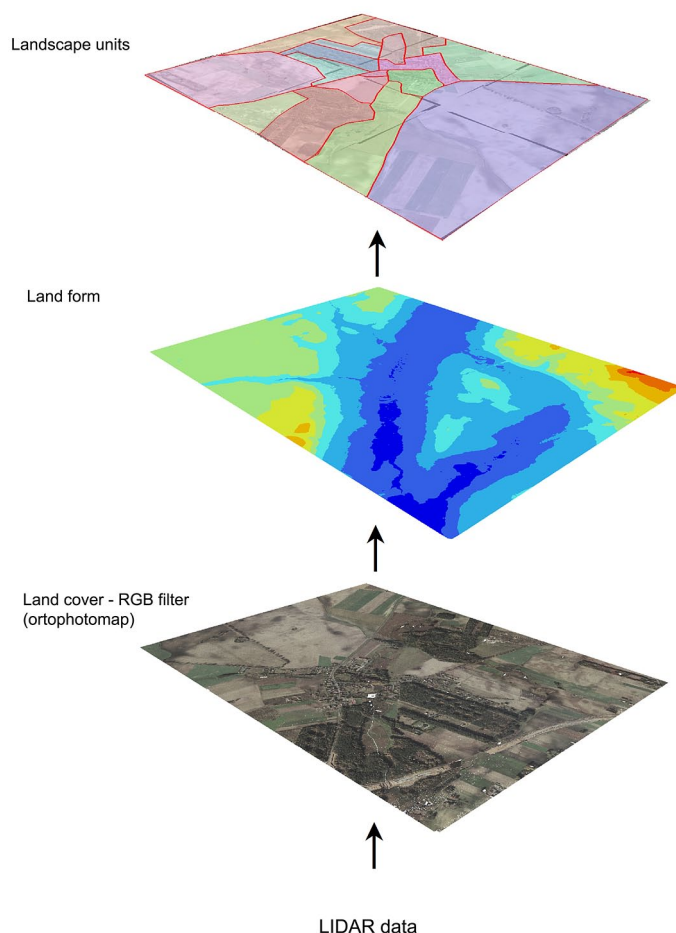 Landscape units
Land form
Land cover - RGB filter
(ortophotomap)
LIDAR data